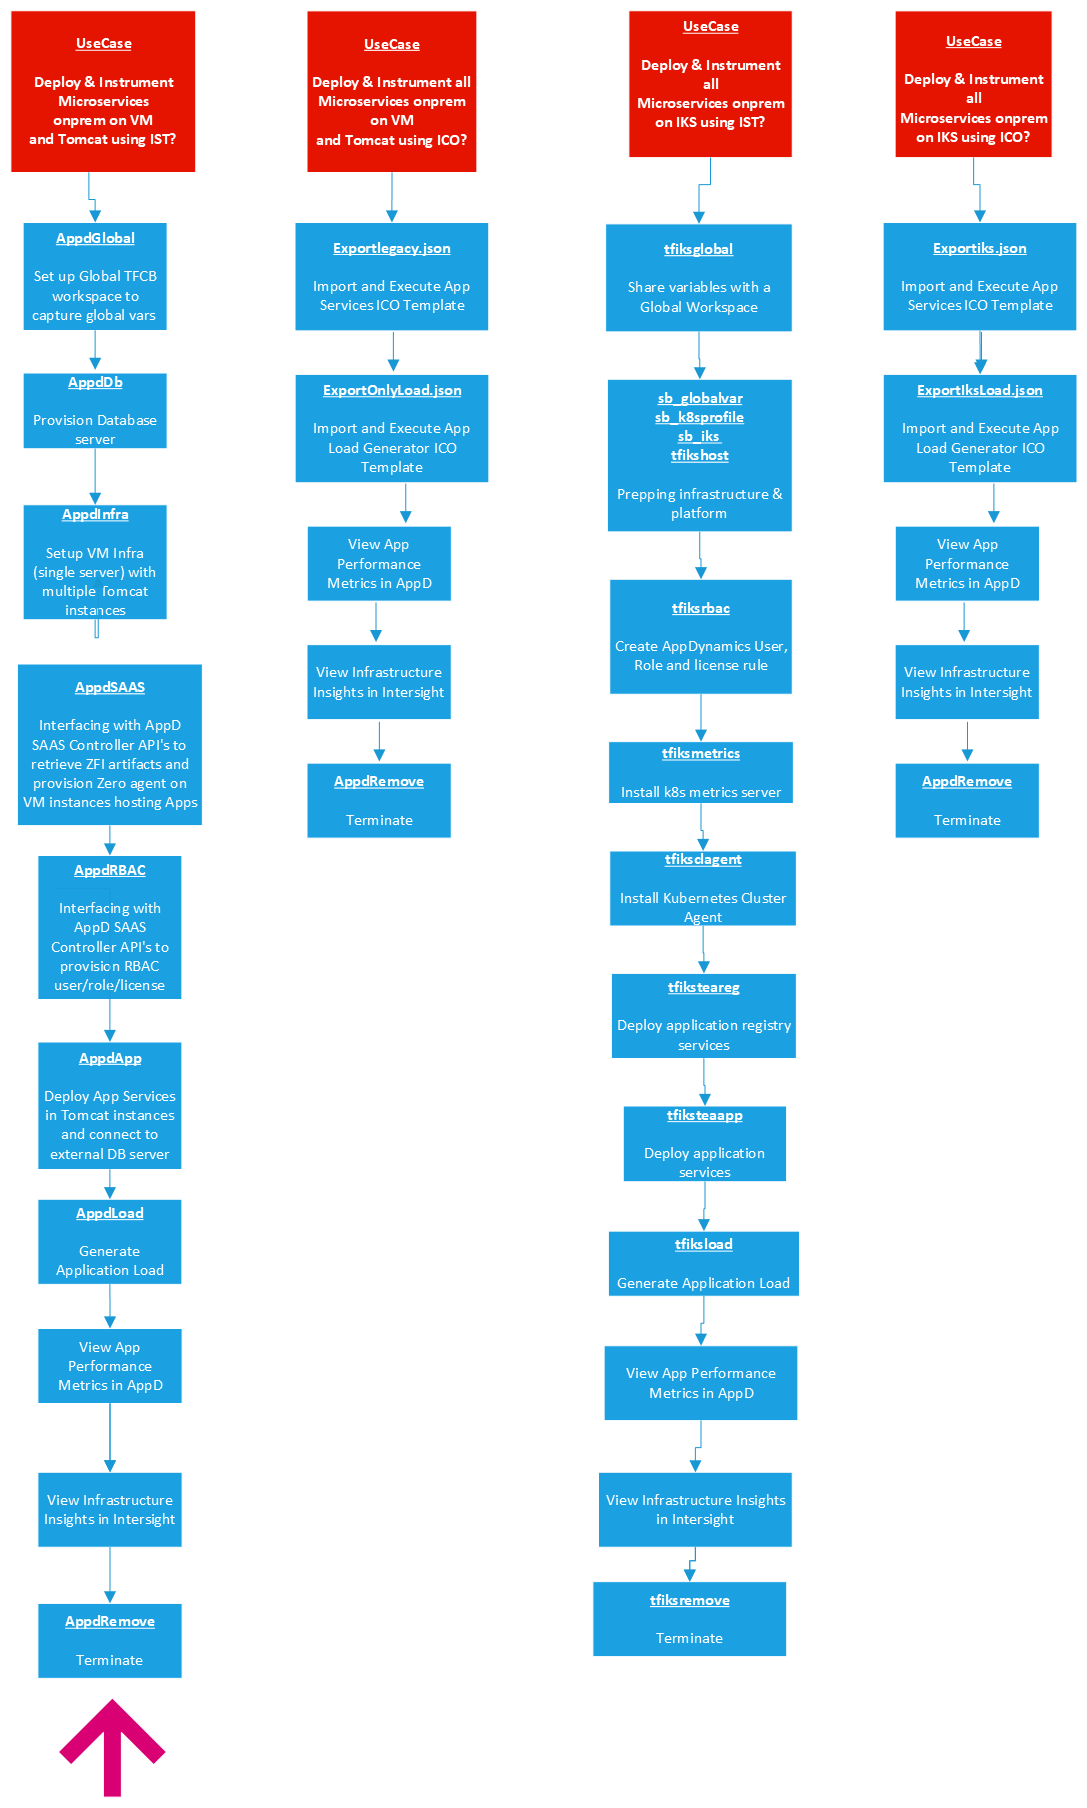 UseCase
Deploy & Instrument
Microservices
onprem on VM
and Tomcat using IST?
AppdGlobal
Set up Global TFCB
workspace to
capture global vars
AppdDb
Provision Database
server
AppdInfra
Setup VM Infra
(single server) with
multiple Tomcat
instances
AppdSAAS
Interfacing with AppD
SAAS Controller API's to
retrieve ZFI artifacts and
provision Zero agent on
VM instances hosting Apps
AppdRBAC
Interfacing with
AppD SAAS
Controller API's to
provision RBAC
user/role/license
AppdApp
Deploy App Services
in Tomcat instances
and connect to
external DB server
AppdLoad
Generate
Application Load
View App
Performance
Metrics in AppD
View Infrastructure
Insights in Intersight
AppdRemove
Terminate
UseCase
Deploy & Instrument all
Microservices onprem
on VM
and Tomcat using ICO?
Exportlegacy.json
Import and Execute App
Services ICO Template
ExportOnlyLoad.json
Import and Execute App
Load Generator ICO
Template
View App
Performance
Metrics in AppD
View Infrastructure
Insights in Intersight
AppdRemove
Terminate
UseCase
Deploy & Instrument
all
Microservices onprem
on IKS using IST?
tfiksglobal
Share variables with a
Global Workspace
sb_globalvar
sb_k8sprofile
sb_iks
tfikshost
Prepping infrastructure &
platform
tfiksrbac
Create AppDynamics User,
Role and license rule
tfiksmetrics
Install k8s metrics server
tfiksclagent
Install Kubernetes Cluster
Agent
tfiksteareg
Deploy application registry
services
tfiksteaapp
Deploy application
services
tfiksload
Generate Application Load
View App Performance
Metrics in AppD
View Infrastructure Insights
in Intersight
tfiksremove
Terminate
UseCase
Deploy & Instrument
all
Microservices onprem
on IKS using ICO?
Exportiks.json
Import and Execute App
Services ICO Template
ExportIksLoad.json
Import and Execute App
Load Generator ICO
Template
View App
Performance
Metrics in AppD
View Infrastructure
Insights in Intersight
AppdRemove
Terminate